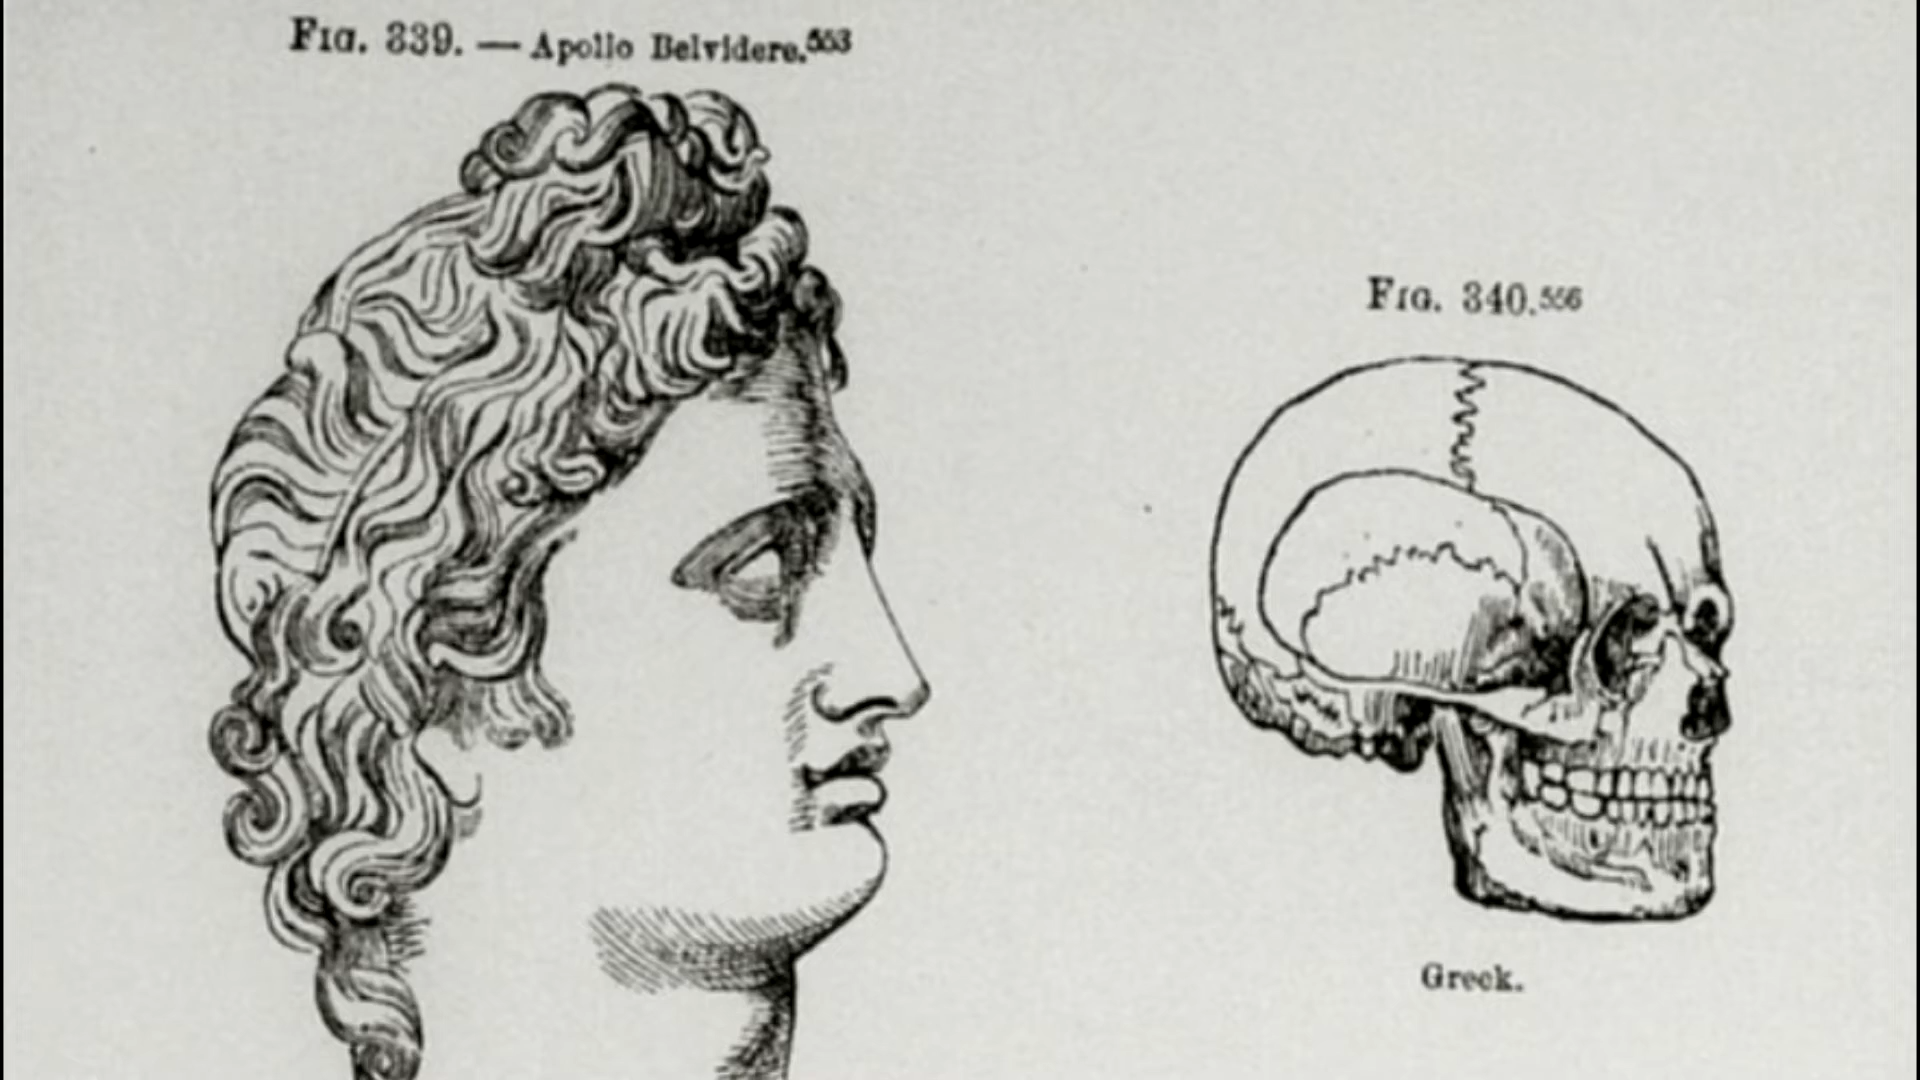 FIG. 339. — Apollo Belvidere.553
FIG. 340.556
Greek.